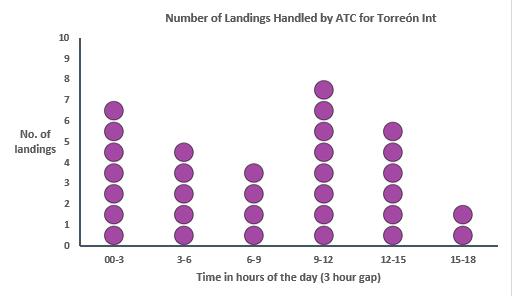 Number of Landings Handled by ATC for Torreón Int
10
9
8
7
6
5
4
3
2
1
0
No. of
landings
00-3 3-6 6-9 9-12 12-15 15-18
Time in hours of the day (3 hour gap)